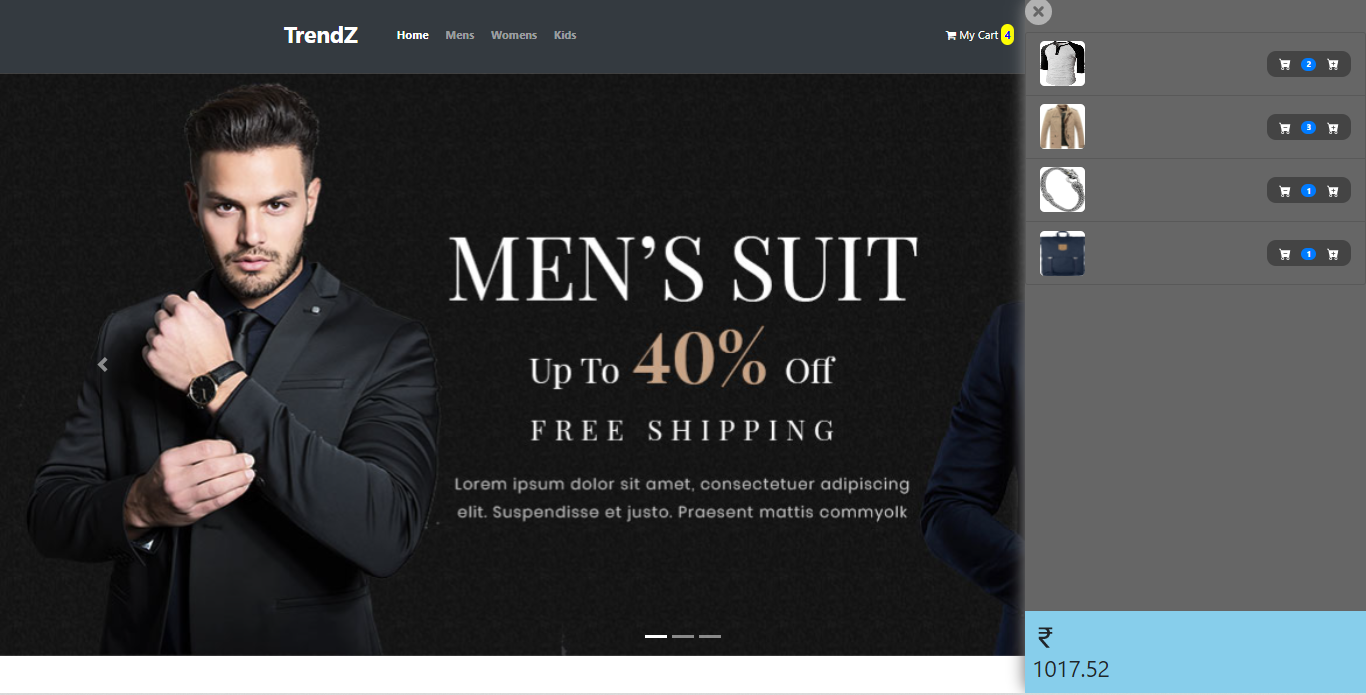 TrendZ
Home Mens Womens Kids
My Cart 4
MEN'S SUIT
Up To 40% Off
FREE SHIPPING
Lorem ipsum dolor sit amet, consectetuer adipiscing
elit. Suspendisse et justo. Praesent mattis commyolk
2
3
1
1
₹
1017.52